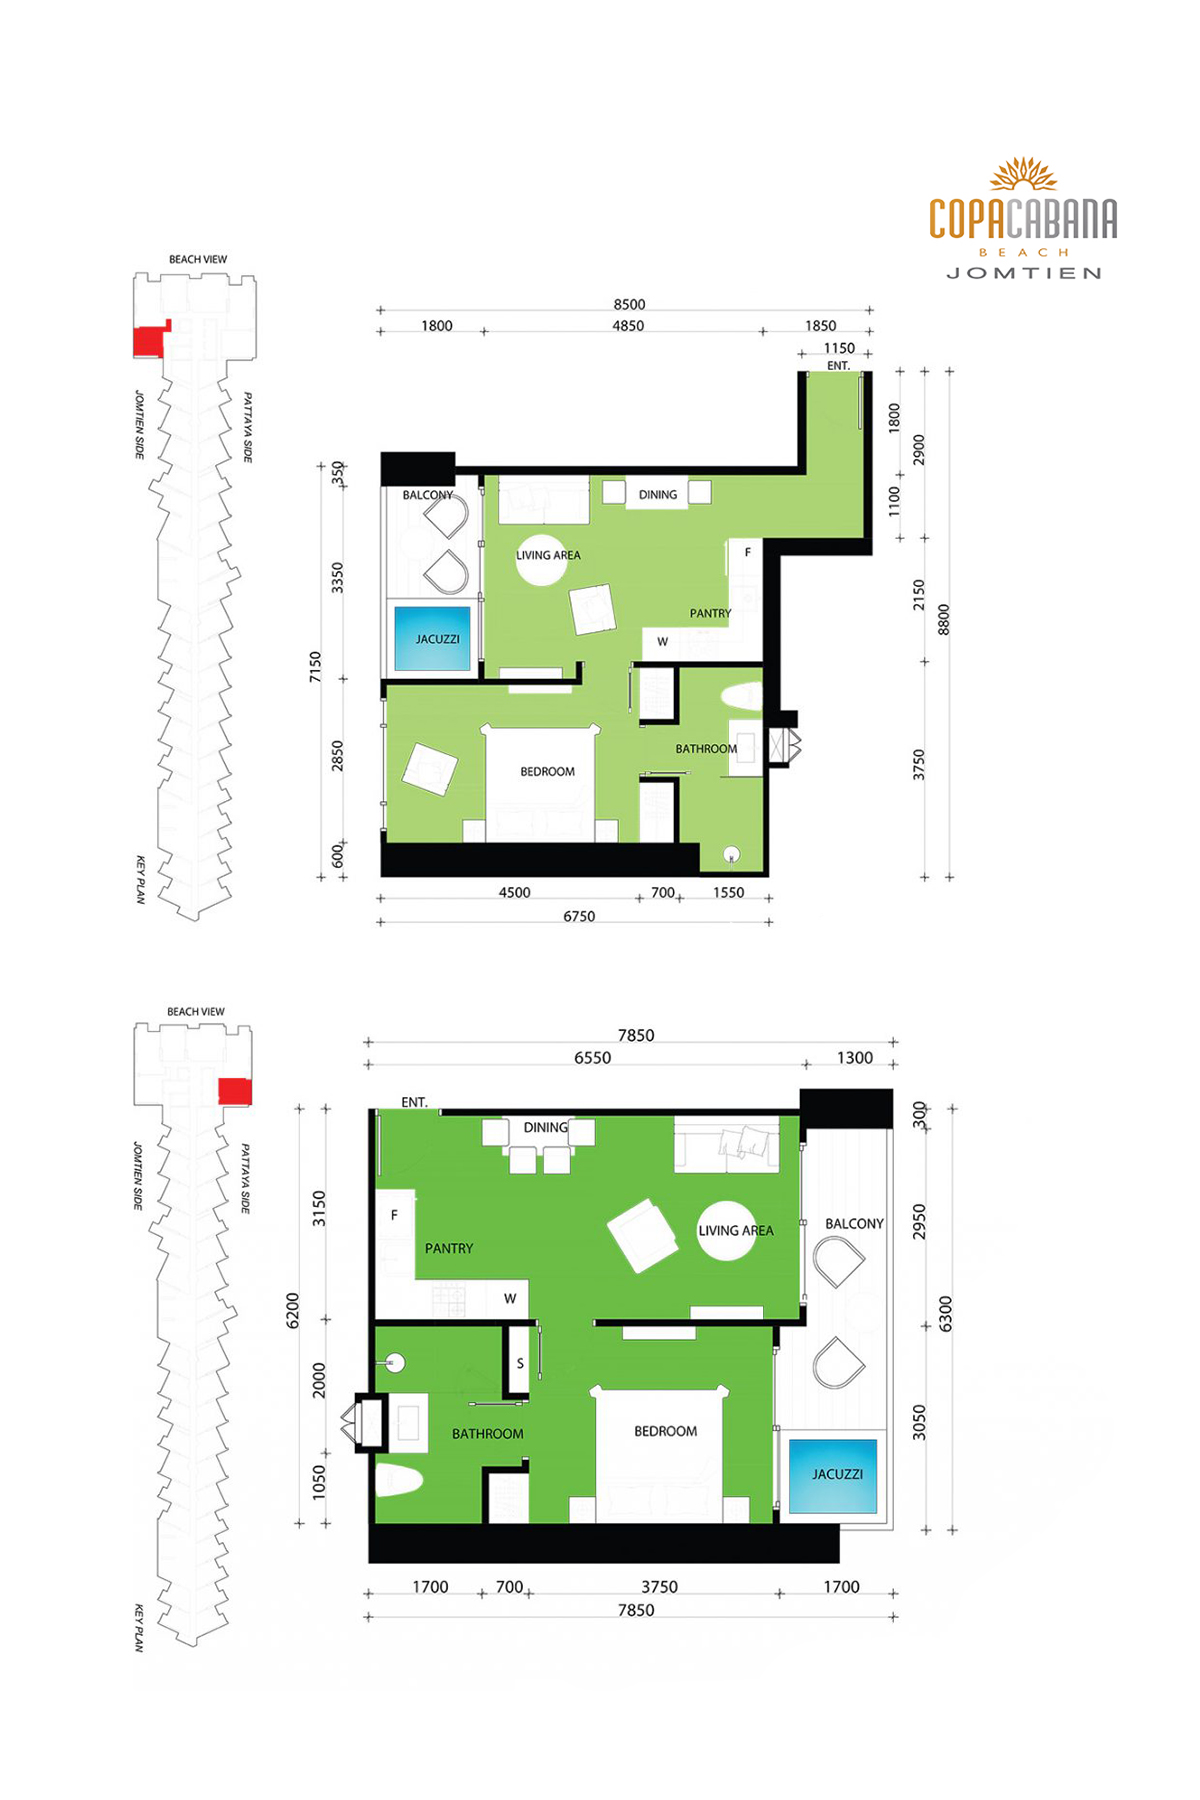 COPACABANA
BEACH
JOMTIEN
BEACH VIEW
JOMTIEN SIDE
PATTAYA SIDE
KEY PLAN
8500
1800
4850
1850
1150
ENT.
350
3350
2850
600
7150
1800
1100
2900
2150
3750
8800
BALCONY
DINING
LIVING AREA
F
PANTRY
JACUZZI
W
BATHROOM
BEDROOM
4500
700
1550
6750
BEACH VIEW
JOMTIEN SIDE
PATTAYA SIDE
KEY PLAN
7850
6550
1300
ENT.
3150
2000
1050
6200
300
2950
3050
6300
DINING
F
LIVING AREA
BALCONY
PANTRY
W
S
BATHROOM
BEDROOM
JACUZZI
1700
700
3750
1700
7850